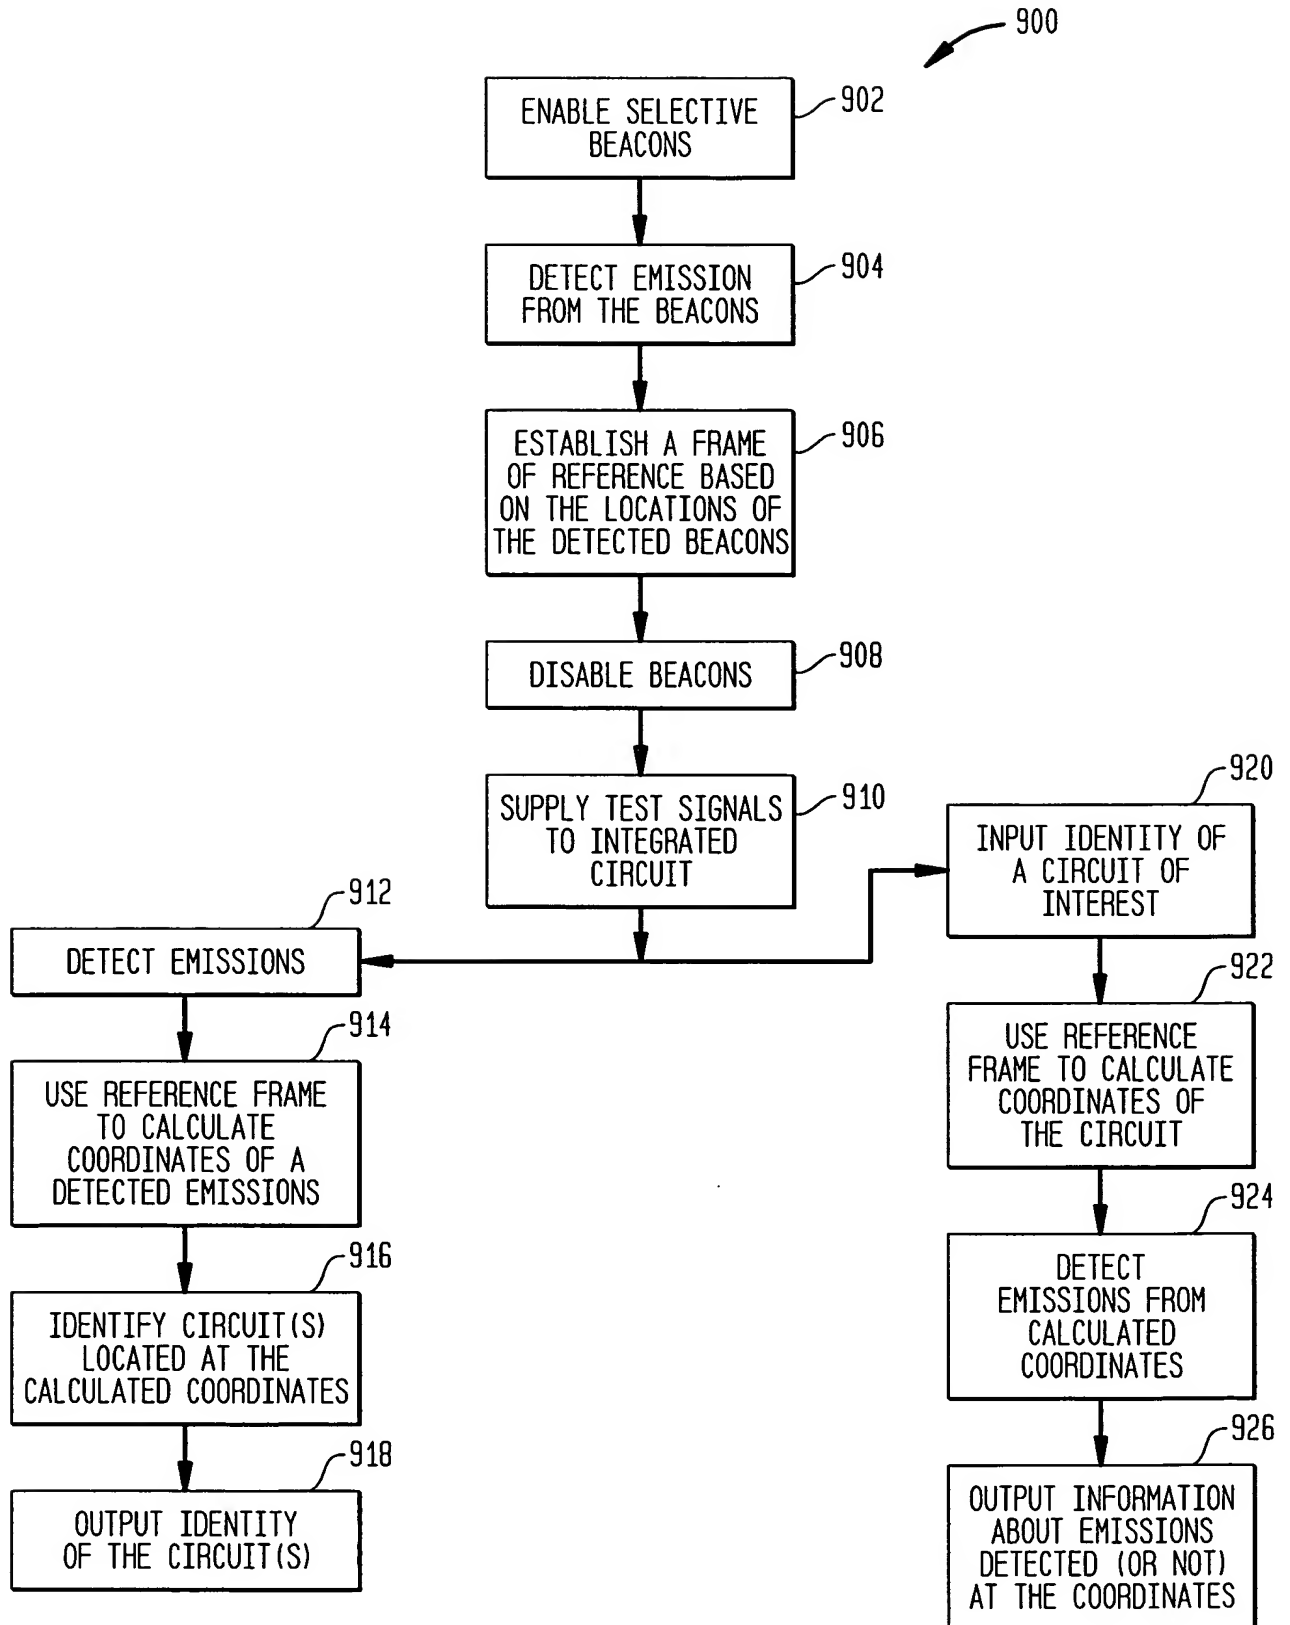 900
ENABLE SELECTIVE
BEACONS
902
DETECT EMISSION
FROM THE BEACONS
904
ESTABLISH A FRAME
OF REFERENCE BASED
ON THE LOCATIONS OF
THE DETECTED BEACONS
906
DISABLE BEACONS
908
SUPPLY TEST SIGNALS
TO INTEGRATED
CIRCUIT
910
912
DETECT EMISSIONS
914
USE REFERENCE FRAME
TO CALCULATE
COORDINATES OF A
DETECTED EMISSIONS
916
IDENTIFY CIRCUIT(S)
LOCATED AT THE
CALCULATED COORDINATES
918
OUTPUT IDENTITY
OF THE CIRCUIT(S)
920
INPUT IDENTITY OF
A CIRCUIT OF
INTEREST
922
USE REFERENCE
FRAME TO CALCULATE
COORDINATES OF
THE CIRCUIT
924
DETECT
EMISSIONS FROM
CALCULATED
COORDINATES
926
OUTPUT INFORMATION
ABOUT EMISSIONS
DETECTED (OR NOT)
AT THE COORDINATES